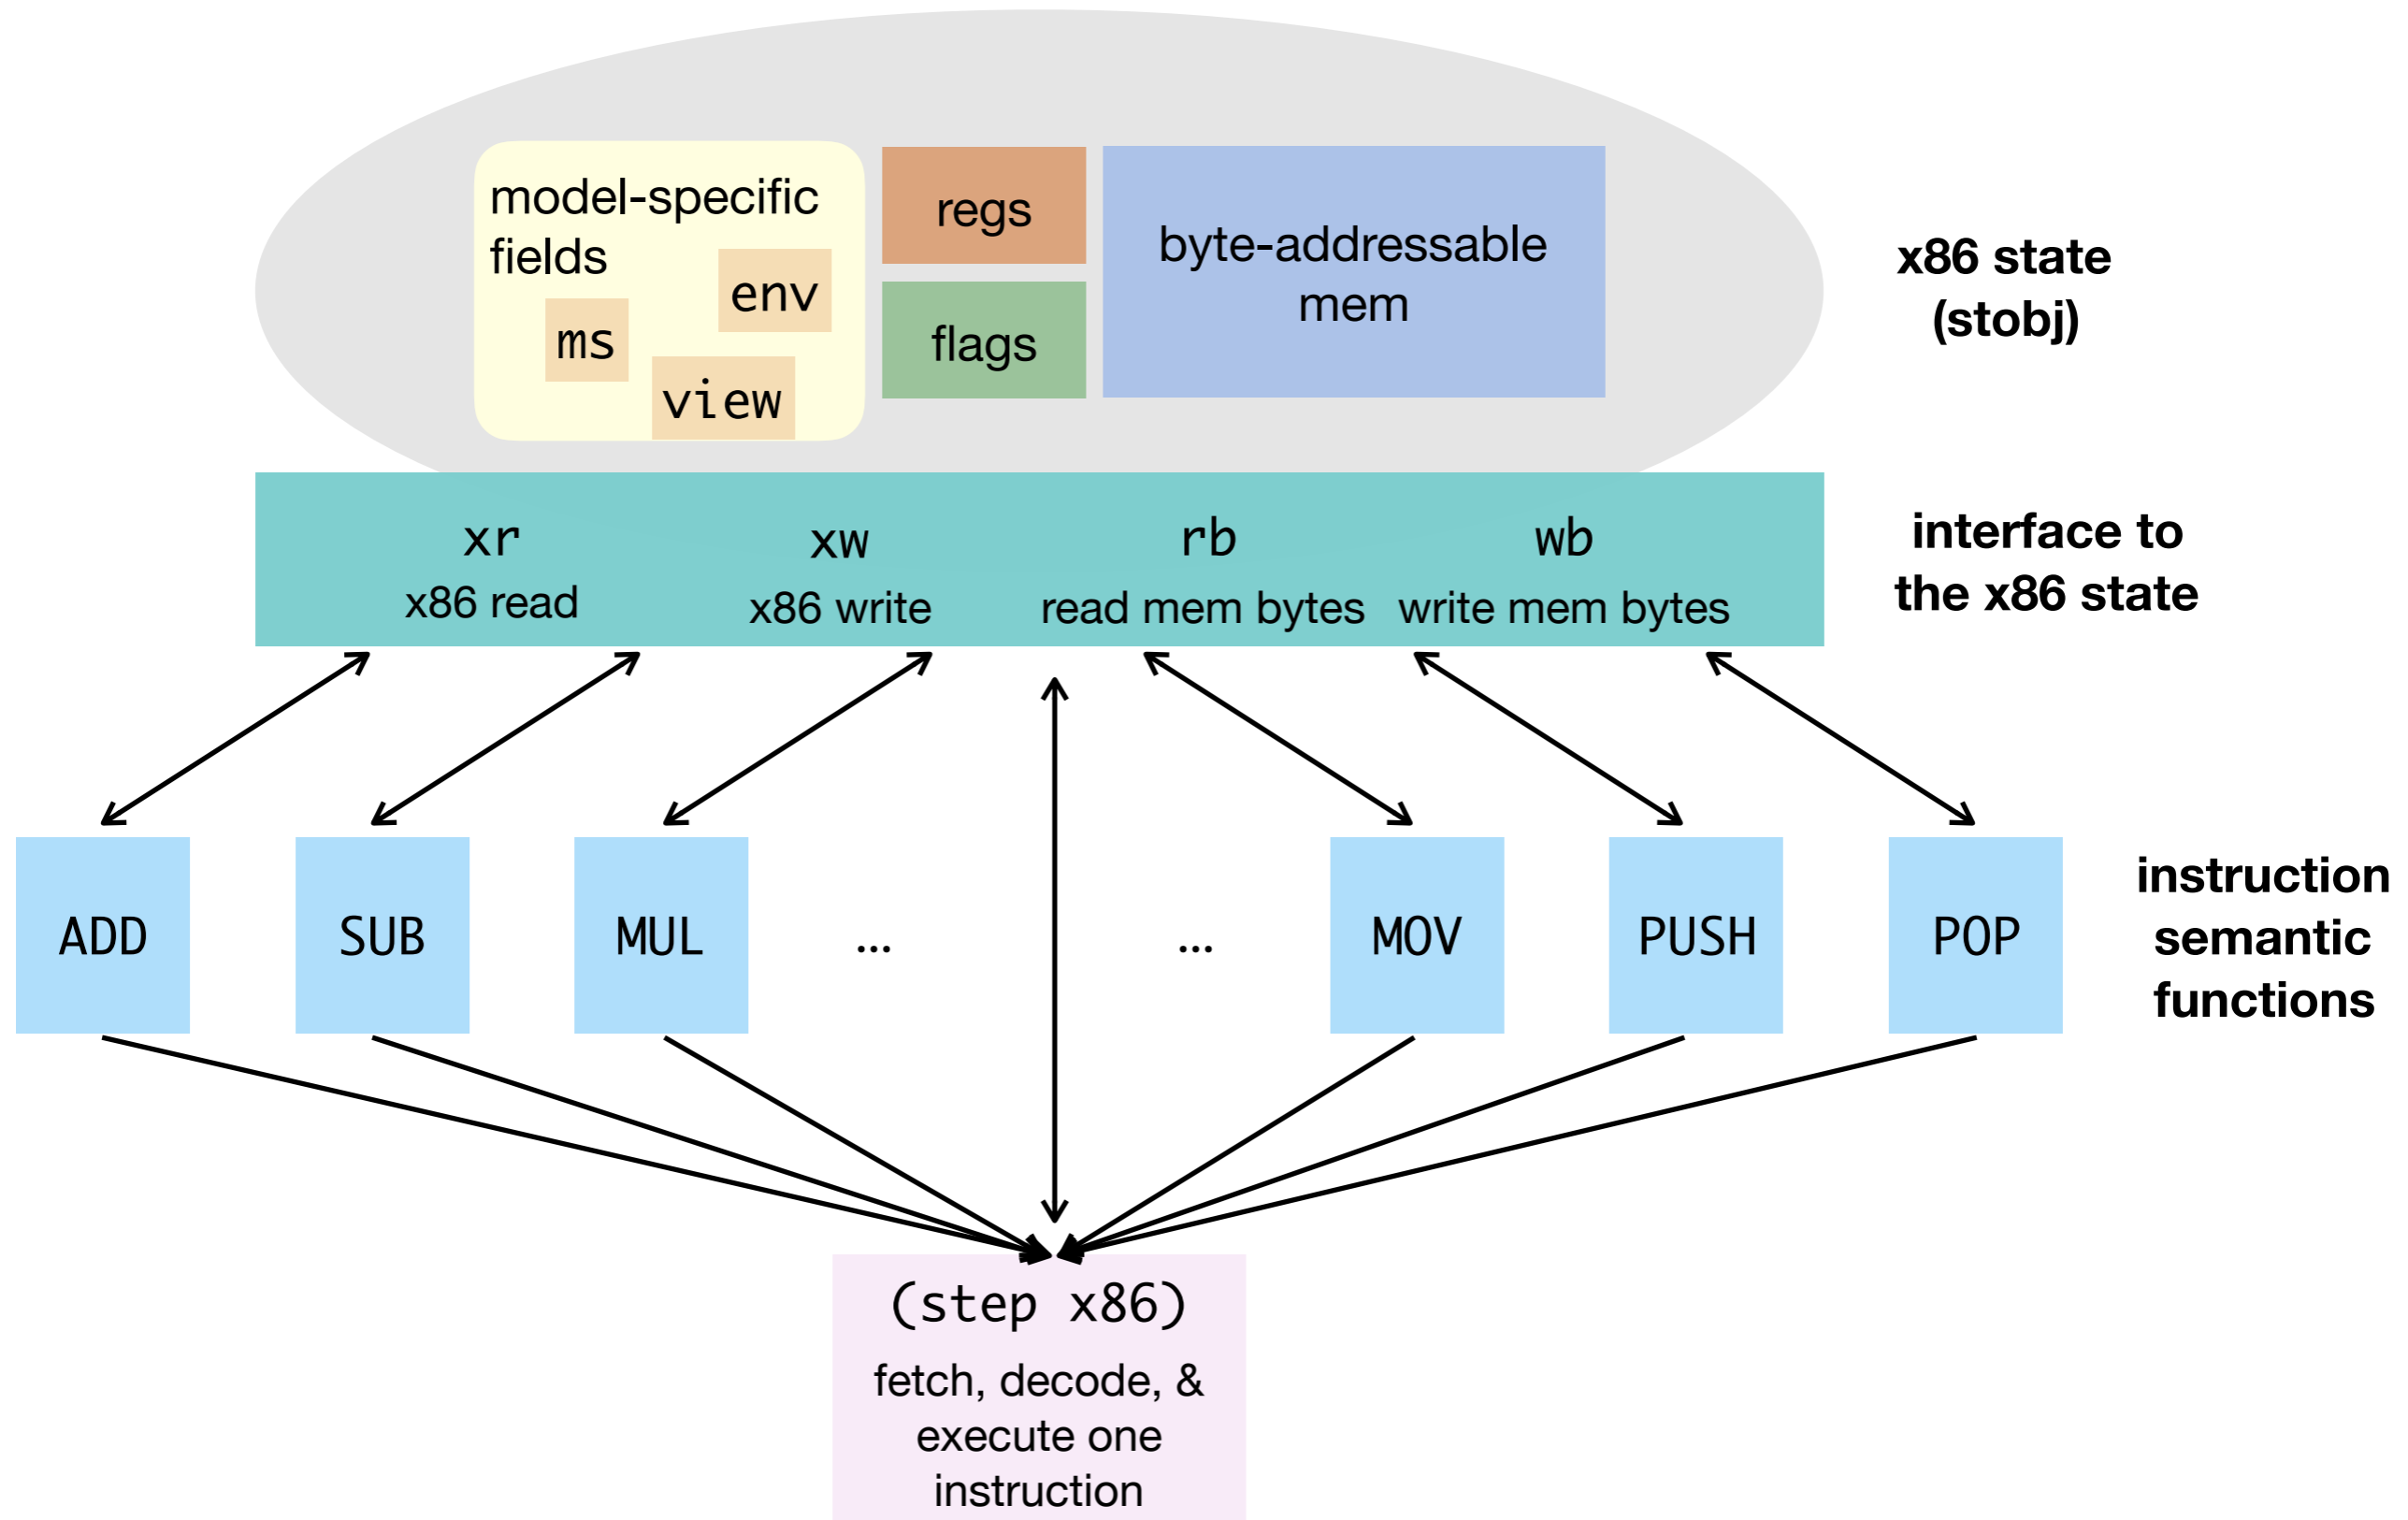 model-specific
fields
env
ms
view
regs
flags
byte-addressable
mem
x86 state
(stobj)
xr
x86 read
xw
x86 write
rb
read mem bytes
wb
write mem bytes
interface to
the x86 state
ADD
SUB
MUL
...
...
MOV
PUSH
POP
instruction
semantic
functions
(step x86)
fetch, decode, &
execute one
instruction